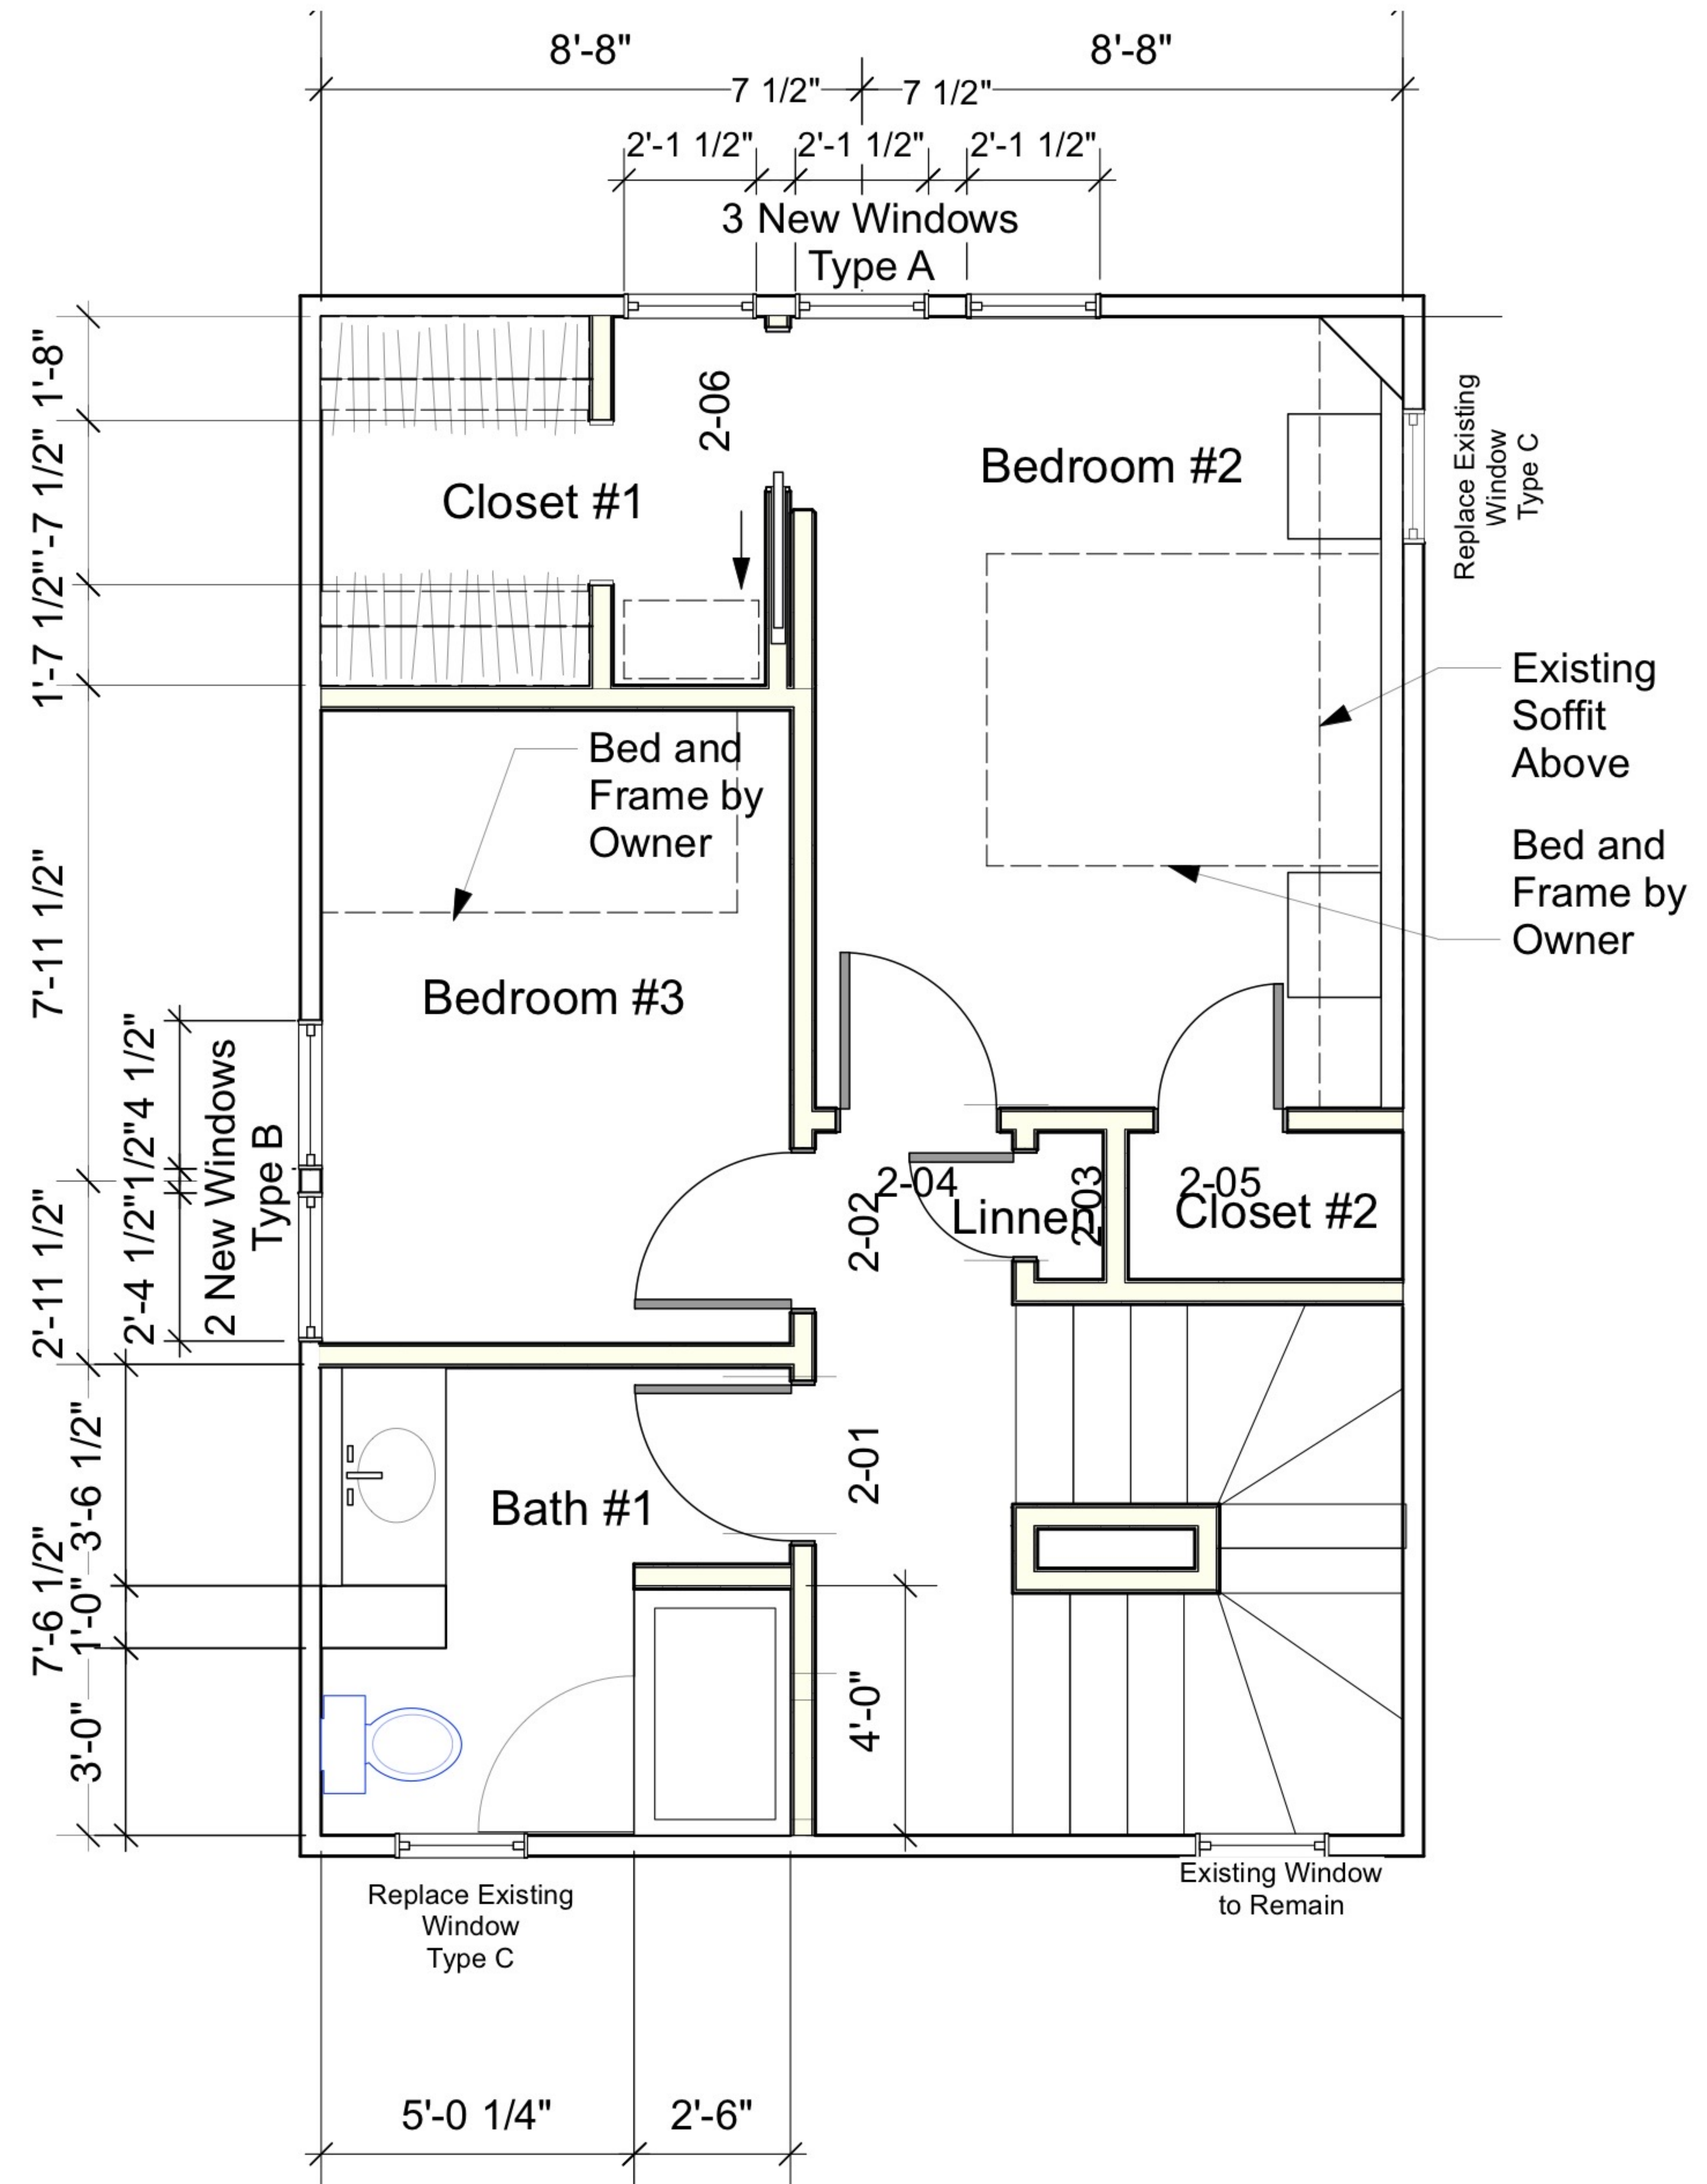 8'-8"
8'-8"
7 1/2"
7 1/2"
2'-1 1/2"
2'-1 1/2"
2'-1 1/2"
3 New Windows
Type A
1'-8"
1'-7 1/2"
7'-11 1/2"
2'-11 1/2"
7'-6 1/2"
4 1/2"
2'-4 1/2"
3'-6 1/2"
1'-0"
3'-0"
2 New Windows
Type B
2-06
Closet #1
Bedroom #2
Replace Existing
Window
Type C
Existing
Soffit
Above
Bed and
Frame by
Owner
Bed and
Frame by
Owner
Bedroom #3
2-04
2-02
Linnen
2-03
2-05
Closet #2
2-01
Bath #1
4'-0"
Replace Existing
Window
Type C
Existing Window
to Remain
5'-0 1/4"
2'-6"